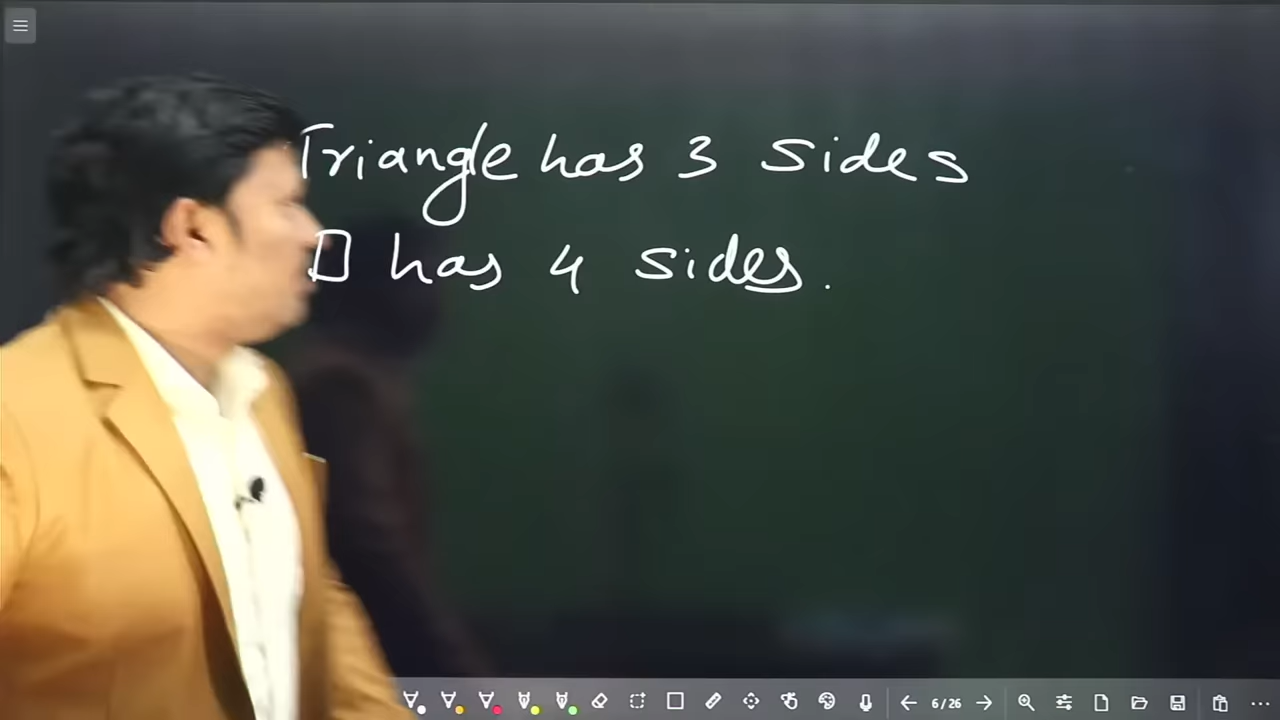 Triangle has 3 sides
□ has 4 sides.
6/26